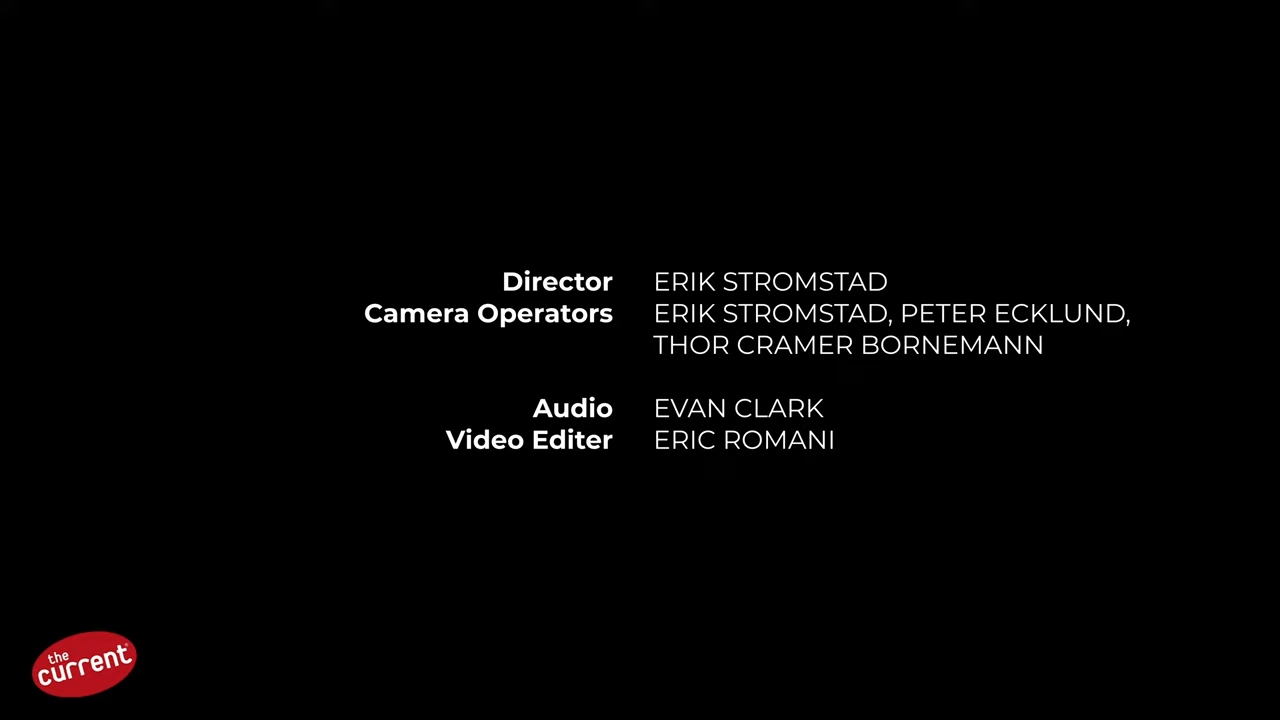 Director ERIK STROMSTAD
Camera Operators ERIK STROMSTAD, PETER ECKLUND,
THOR CRAMER BORNEMANN
Audio EVAN CLARK
Video Editer ERIC ROMANI
the
current